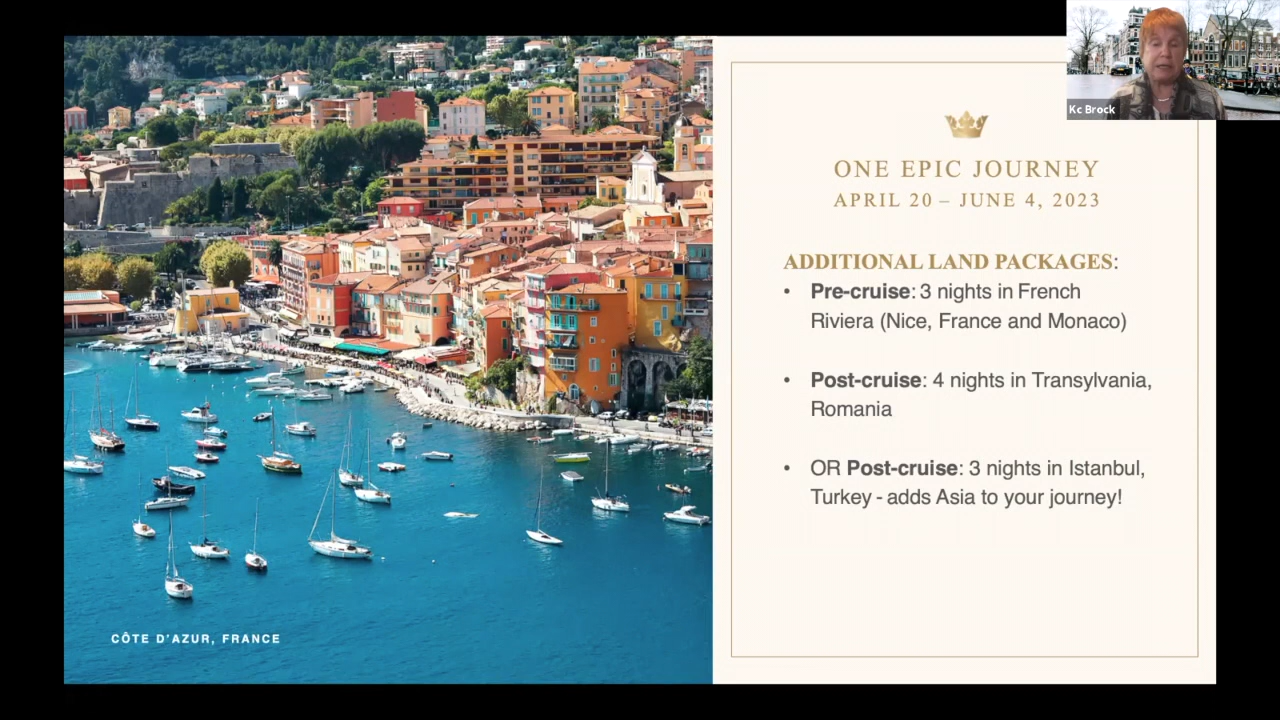 Kc Brock
ONE EPIC JOURNEY
APRIL 20 – JUNE 4, 2023
ADDITIONAL LAND PACKAGES:
• Pre-cruise: 3 nights in French
Riviera (Nice, France and Monaco)
• Post-cruise: 4 nights in Transylvania,
Romania
• OR Post-cruise: 3 nights in Istanbul,
Turkey - adds Asia to your journey!
CÔTE D'AZUR, FRANCE